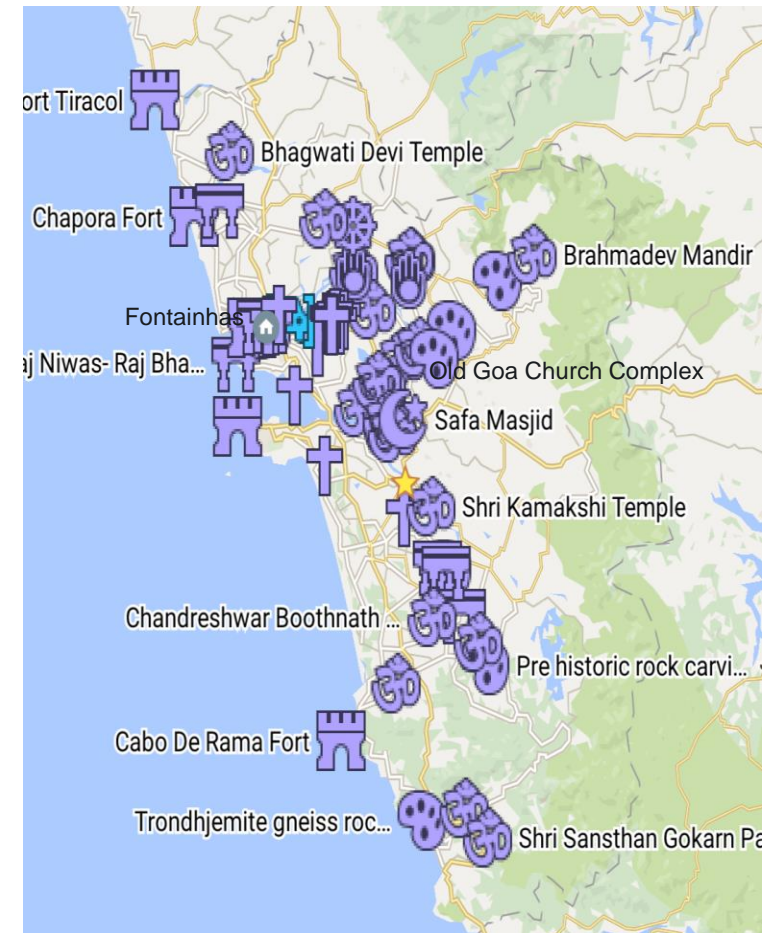 ort Tiracol
Bhagwati Devi Temple
Chapora Fort
Brahmadev Mandir
Fontainhas
aj Niwas- Raj Bha...
Old Goa Church Complex
Safa Masjid
Shri Kamakshi Temple
Chandreshwar Boothnath ...
Pre historic rock carvi...
Cabo De Rama Fort
Trondhjemite gneiss roc...
Shri Sansthan Gokarn Pa